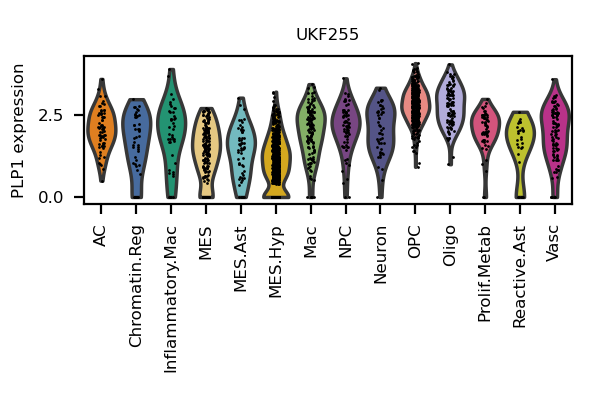 UKF255
PLP1 expression
2.5
0.0
AC
Chromatin.Reg
Inflammatory.Mac
MES
MES.Ast
MES.Hyp
Mac
NPC
Neuron
OPC
Oligo
Prolif.Metab
Reactive.Ast
Vasc